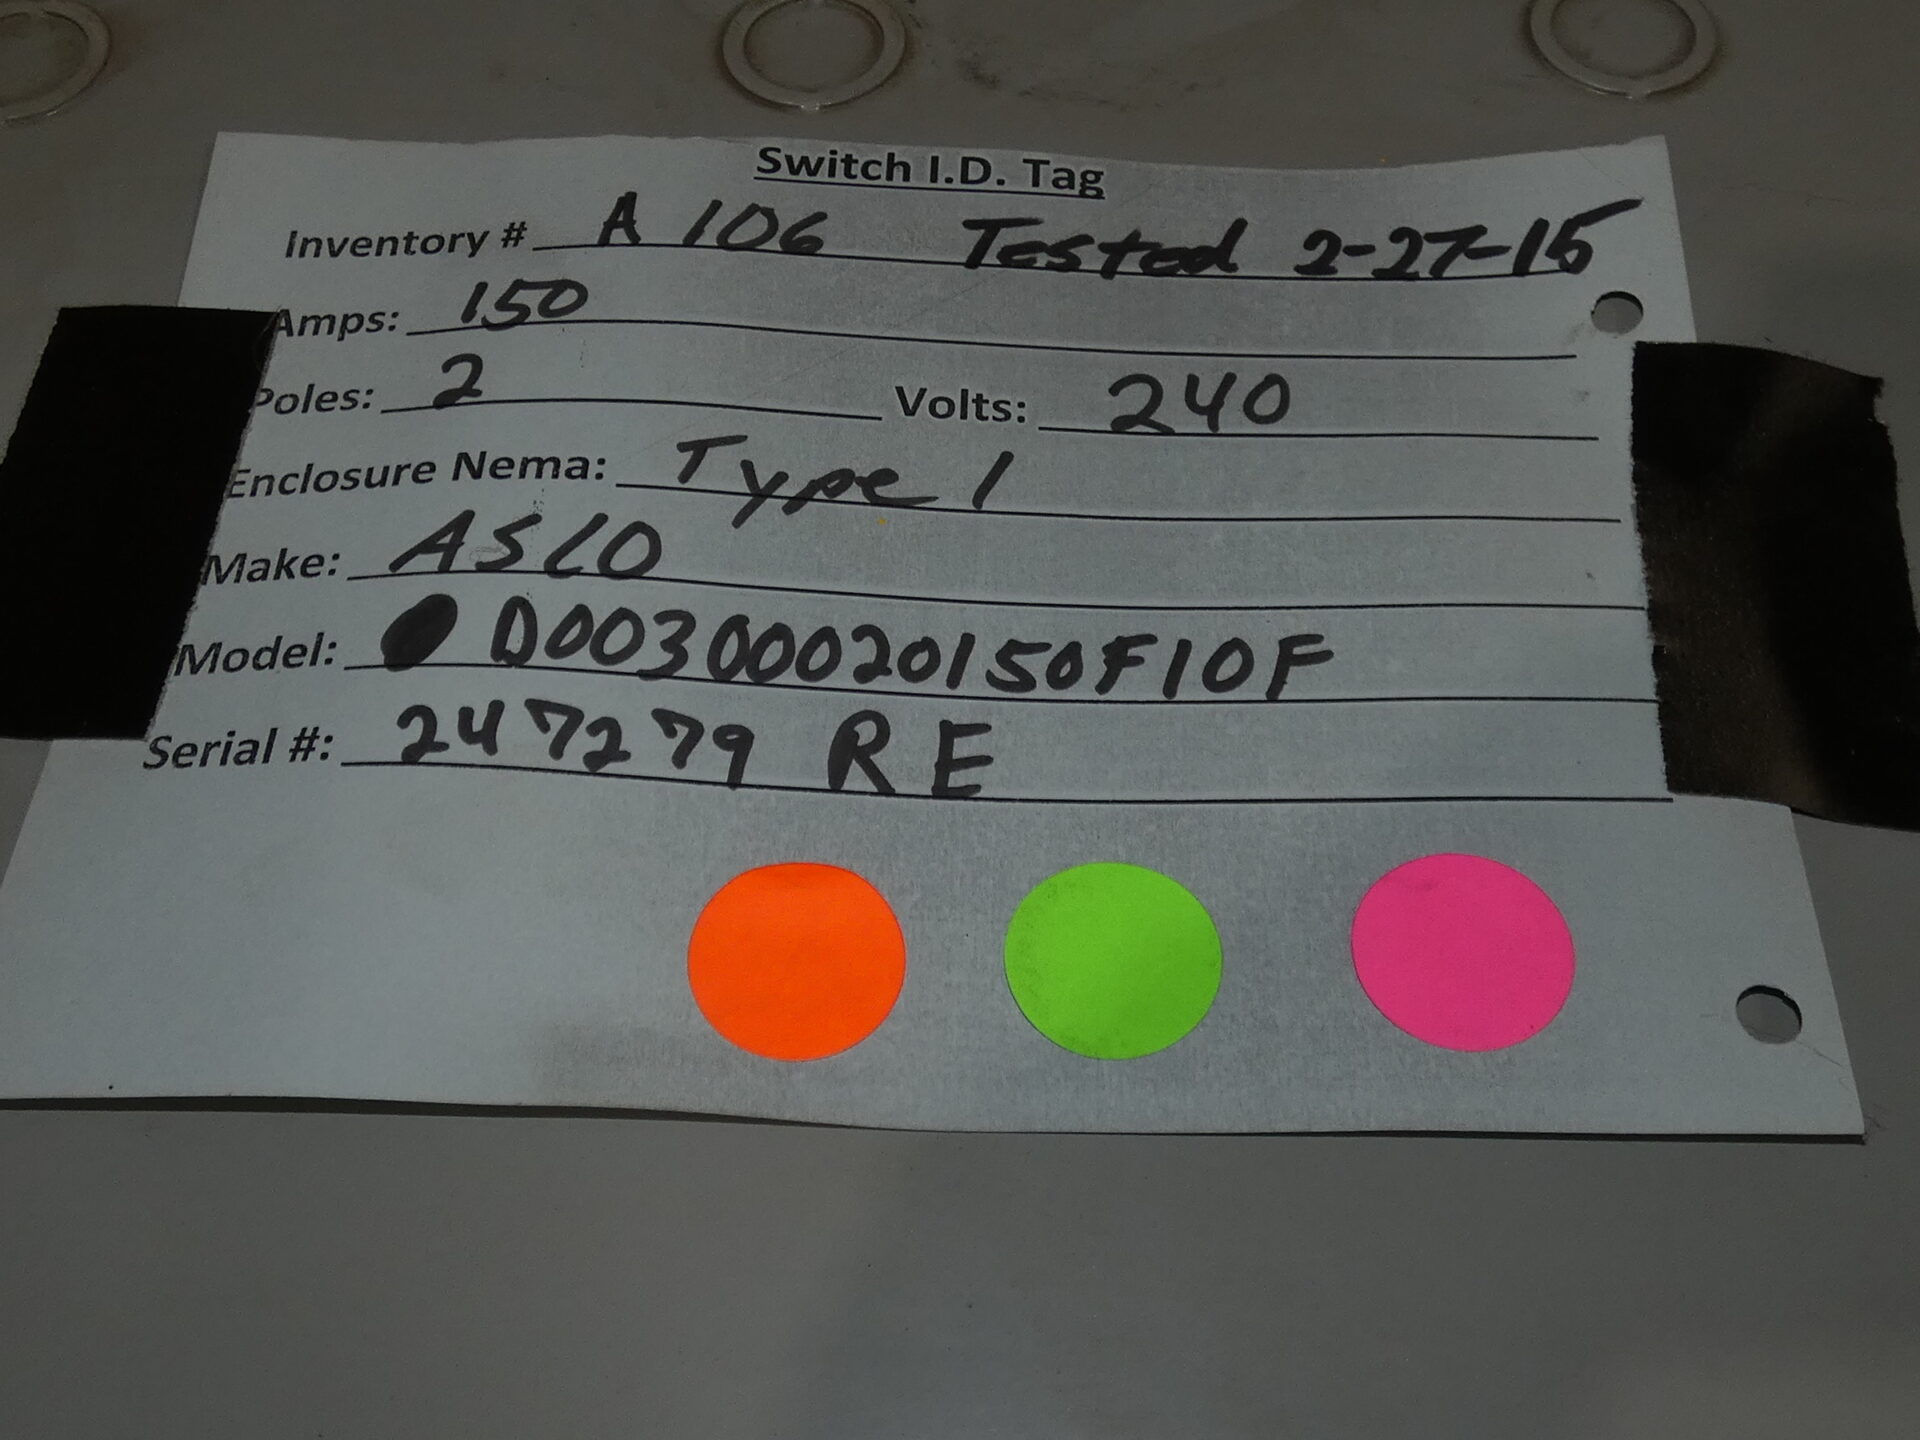 Switch I.D. Tag
Inventory # A 106 Tested 2-27-15
Amps: 150
Poles: 2 Volts: 240
Enclosure Nema: Type 1
Make: ASCO
Model: D00300020150F10F
Serial #: 247279 RE